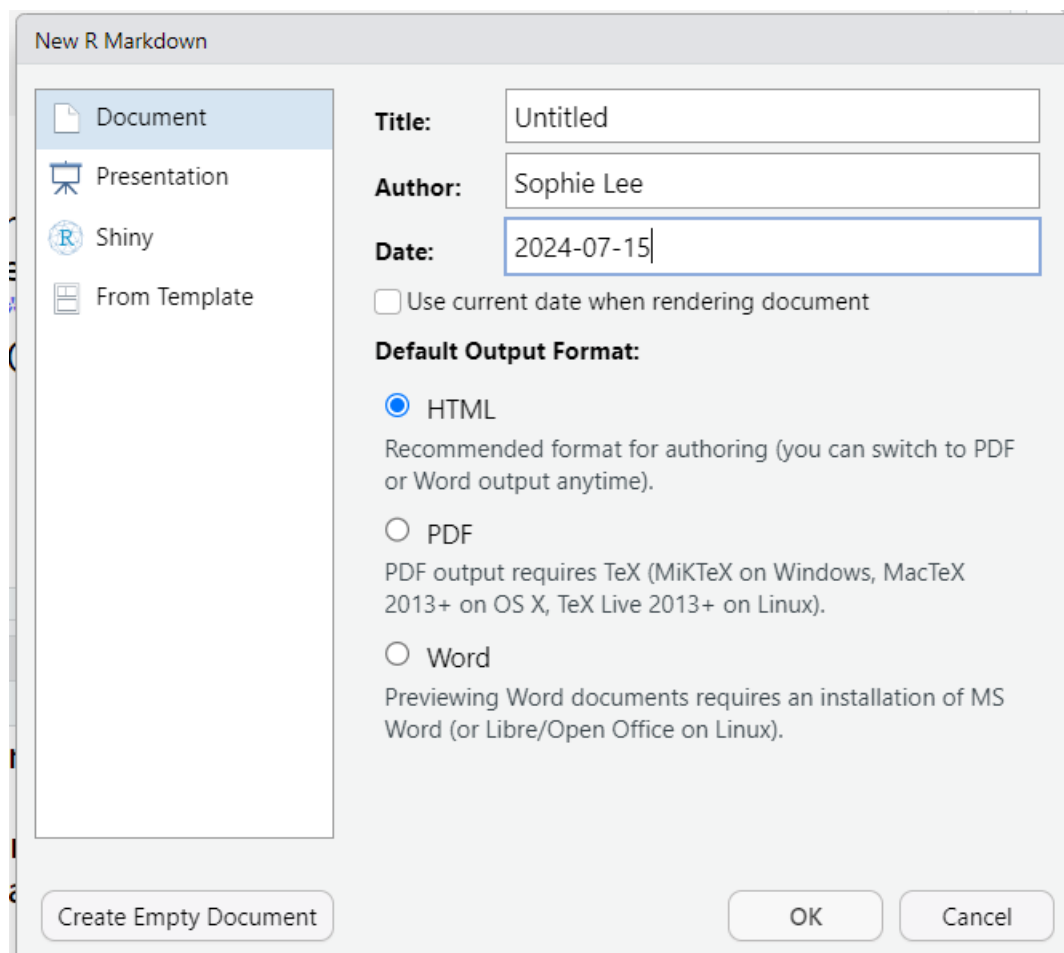 New R Markdown
Document
Presentation
Shiny
From Template
Title:
Untitled
Author:
Sophie Lee
Date:
2024-07-15
Use current date when rendering document
Default Output Format:
HTML
Recommended format for authoring (you can switch to PDF
or Word output anytime).
PDF
PDF output requires TeX (MiKTeX on Windows, MacTeX
2013+ on OS X, TeX Live 2013+ on Linux).
Word
Previewing Word documents requires an installation of MS
Word (or Libre/Open Office on Linux).
Create Empty Document
OK
Cancel